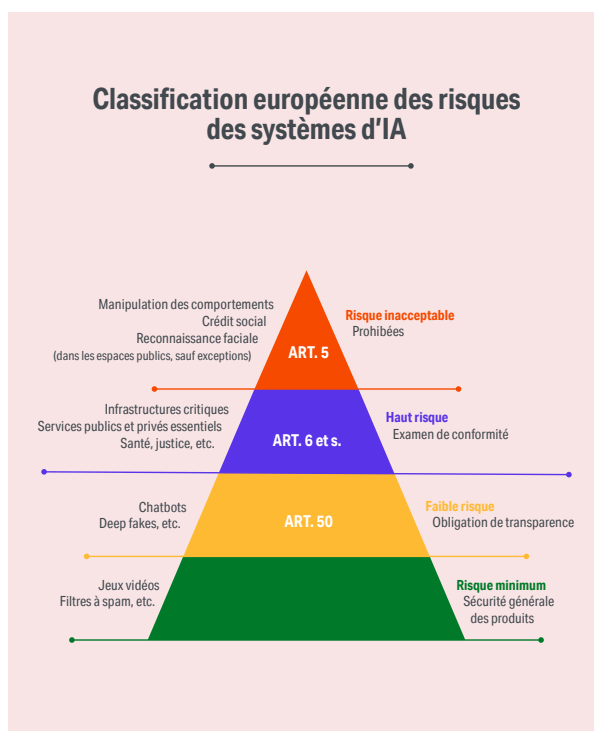 Classification européenne des risques
des systèmes d'IA
Manipulation des comportements
Crédit social
Reconnaissance faciale
(dans les espaces publics, sauf exceptions)
ART. 5
Risque inacceptable
Prohibées
Infrastructures critiques
Services publics et privés essentiels
Santé, justice, etc.
ART. 6 et s.
Haut risque
Examen de conformité
Chatbots
Deep fakes, etc.
ART. 50
Faible risque
Obligation de transparence
Jeux vidéos
Filtres à spam, etc.
Risque minimum
Sécurité générale
des produits